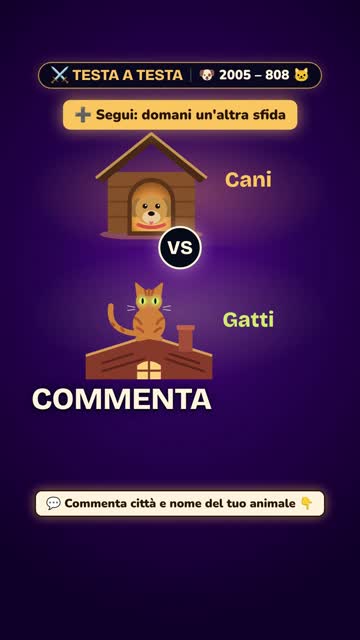 ⚔️ TESTA A TESTA | 🐶 2005 – 808 🐱
➕ Segui: domani un'altra sfida
Cani
VS
Gatti
COMMENTA
💬 Commenta città e nome del tuo animale 👇